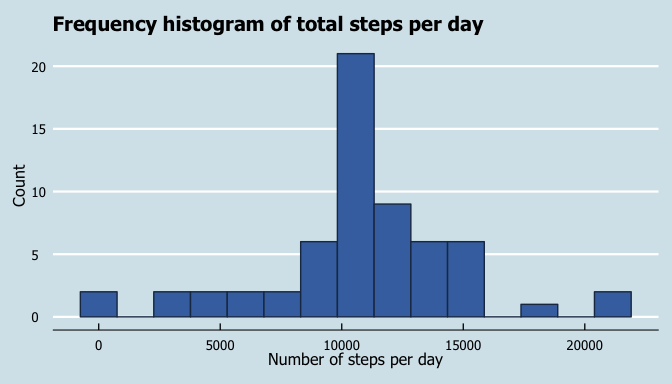 Frequency histogram of total steps per day
20
15
10
5
0
Count
0 5000 10000 15000 20000
Number of steps per day